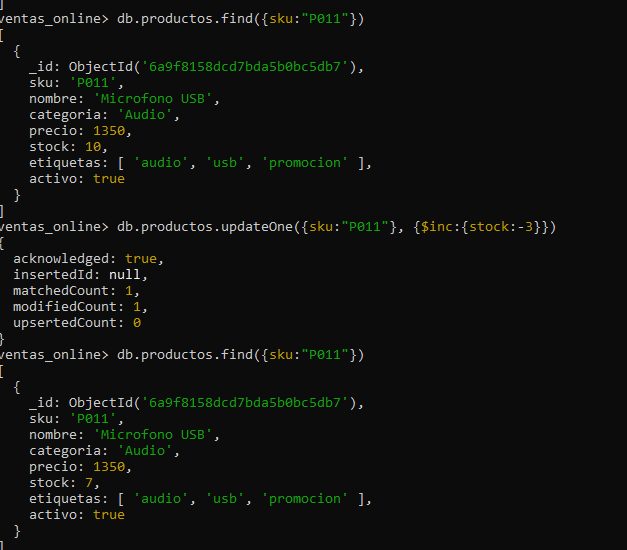 ]
ventas_online> db.productos.find({sku:"P011"})
[
  {
    _id: ObjectId('6a9f8158dcd7bda5b0bc5db7'),
    sku: 'P011',
    nombre: 'Microfono USB',
    categoria: 'Audio',
    precio: 1350,
    stock: 10,
    etiquetas: [ 'audio', 'usb', 'promocion' ],
    activo: true
  }
]
ventas_online> db.productos.updateOne({sku:"P011"}, {$inc:{stock:-3}})
{
  acknowledged: true,
  insertedId: null,
  matchedCount: 1,
  modifiedCount: 1,
  upsertedCount: 0
}
ventas_online> db.productos.find({sku:"P011"})
[
  {
    _id: ObjectId('6a9f8158dcd7bda5b0bc5db7'),
    sku: 'P011',
    nombre: 'Microfono USB',
    categoria: 'Audio',
    precio: 1350,
    stock: 7,
    etiquetas: [ 'audio', 'usb', 'promocion' ],
    activo: true
  }
]